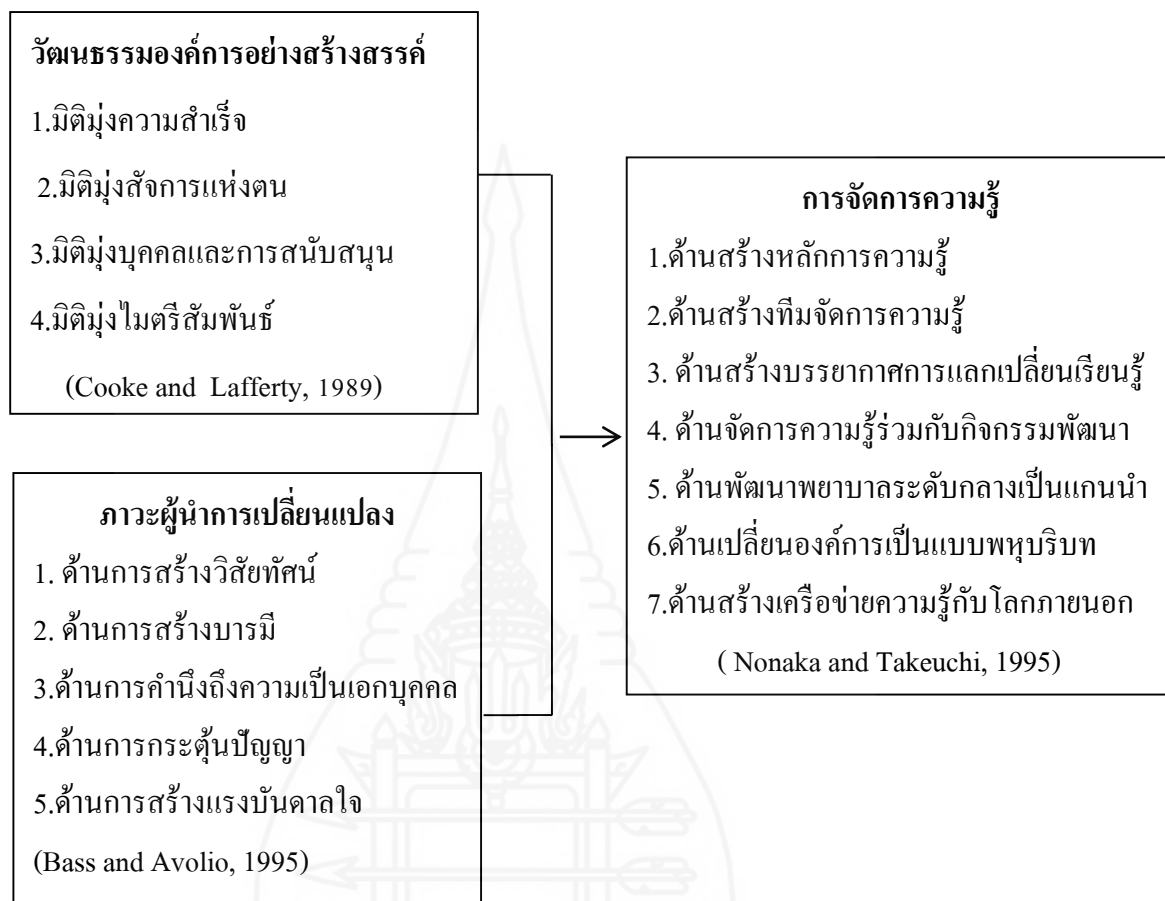 วัฒนธรรมองค์การอย่างสร้างสรรค์
1.มิติมุ่งความสำเร็จ
2.มิติมุ่งสัจการแห่งตน
3.มิติมุ่งบุคคลและการสนับสนุน
4.มิติมุ่งไมตรีสัมพันธ์
(Cooke and Lafferty, 1989)
ภาวะผู้นำการเปลี่ยนแปลง
1. ด้านการสร้างวิสัยทัศน์
2. ด้านการสร้างบารมี
3.ด้านการคำนึงถึงความเป็นเอกบุคคล
4.ด้านการกระตุ้นปัญญา
5.ด้านการสร้างแรงบันดาลใจ
(Bass and Avolio, 1995)
การจัดการความรู้
1.ด้านสร้างหลักการความรู้
2.ด้านสร้างทีมจัดการความรู้
3. ด้านสร้างบรรยากาศการแลกเปลี่ยนเรียนรู้
4. ด้านจัดการความรู้ร่วมกับกิจกรรมพัฒนา
5. ด้านพัฒนาพยาบาลระดับกลางเป็นแกนนำ
6.ด้านเปลี่ยนองค์การเป็นแบบพหุบริบท
7.ด้านสร้างเครือข่ายความรู้กับโลกภายนอก
( Nonaka and Takeuchi, 1995)